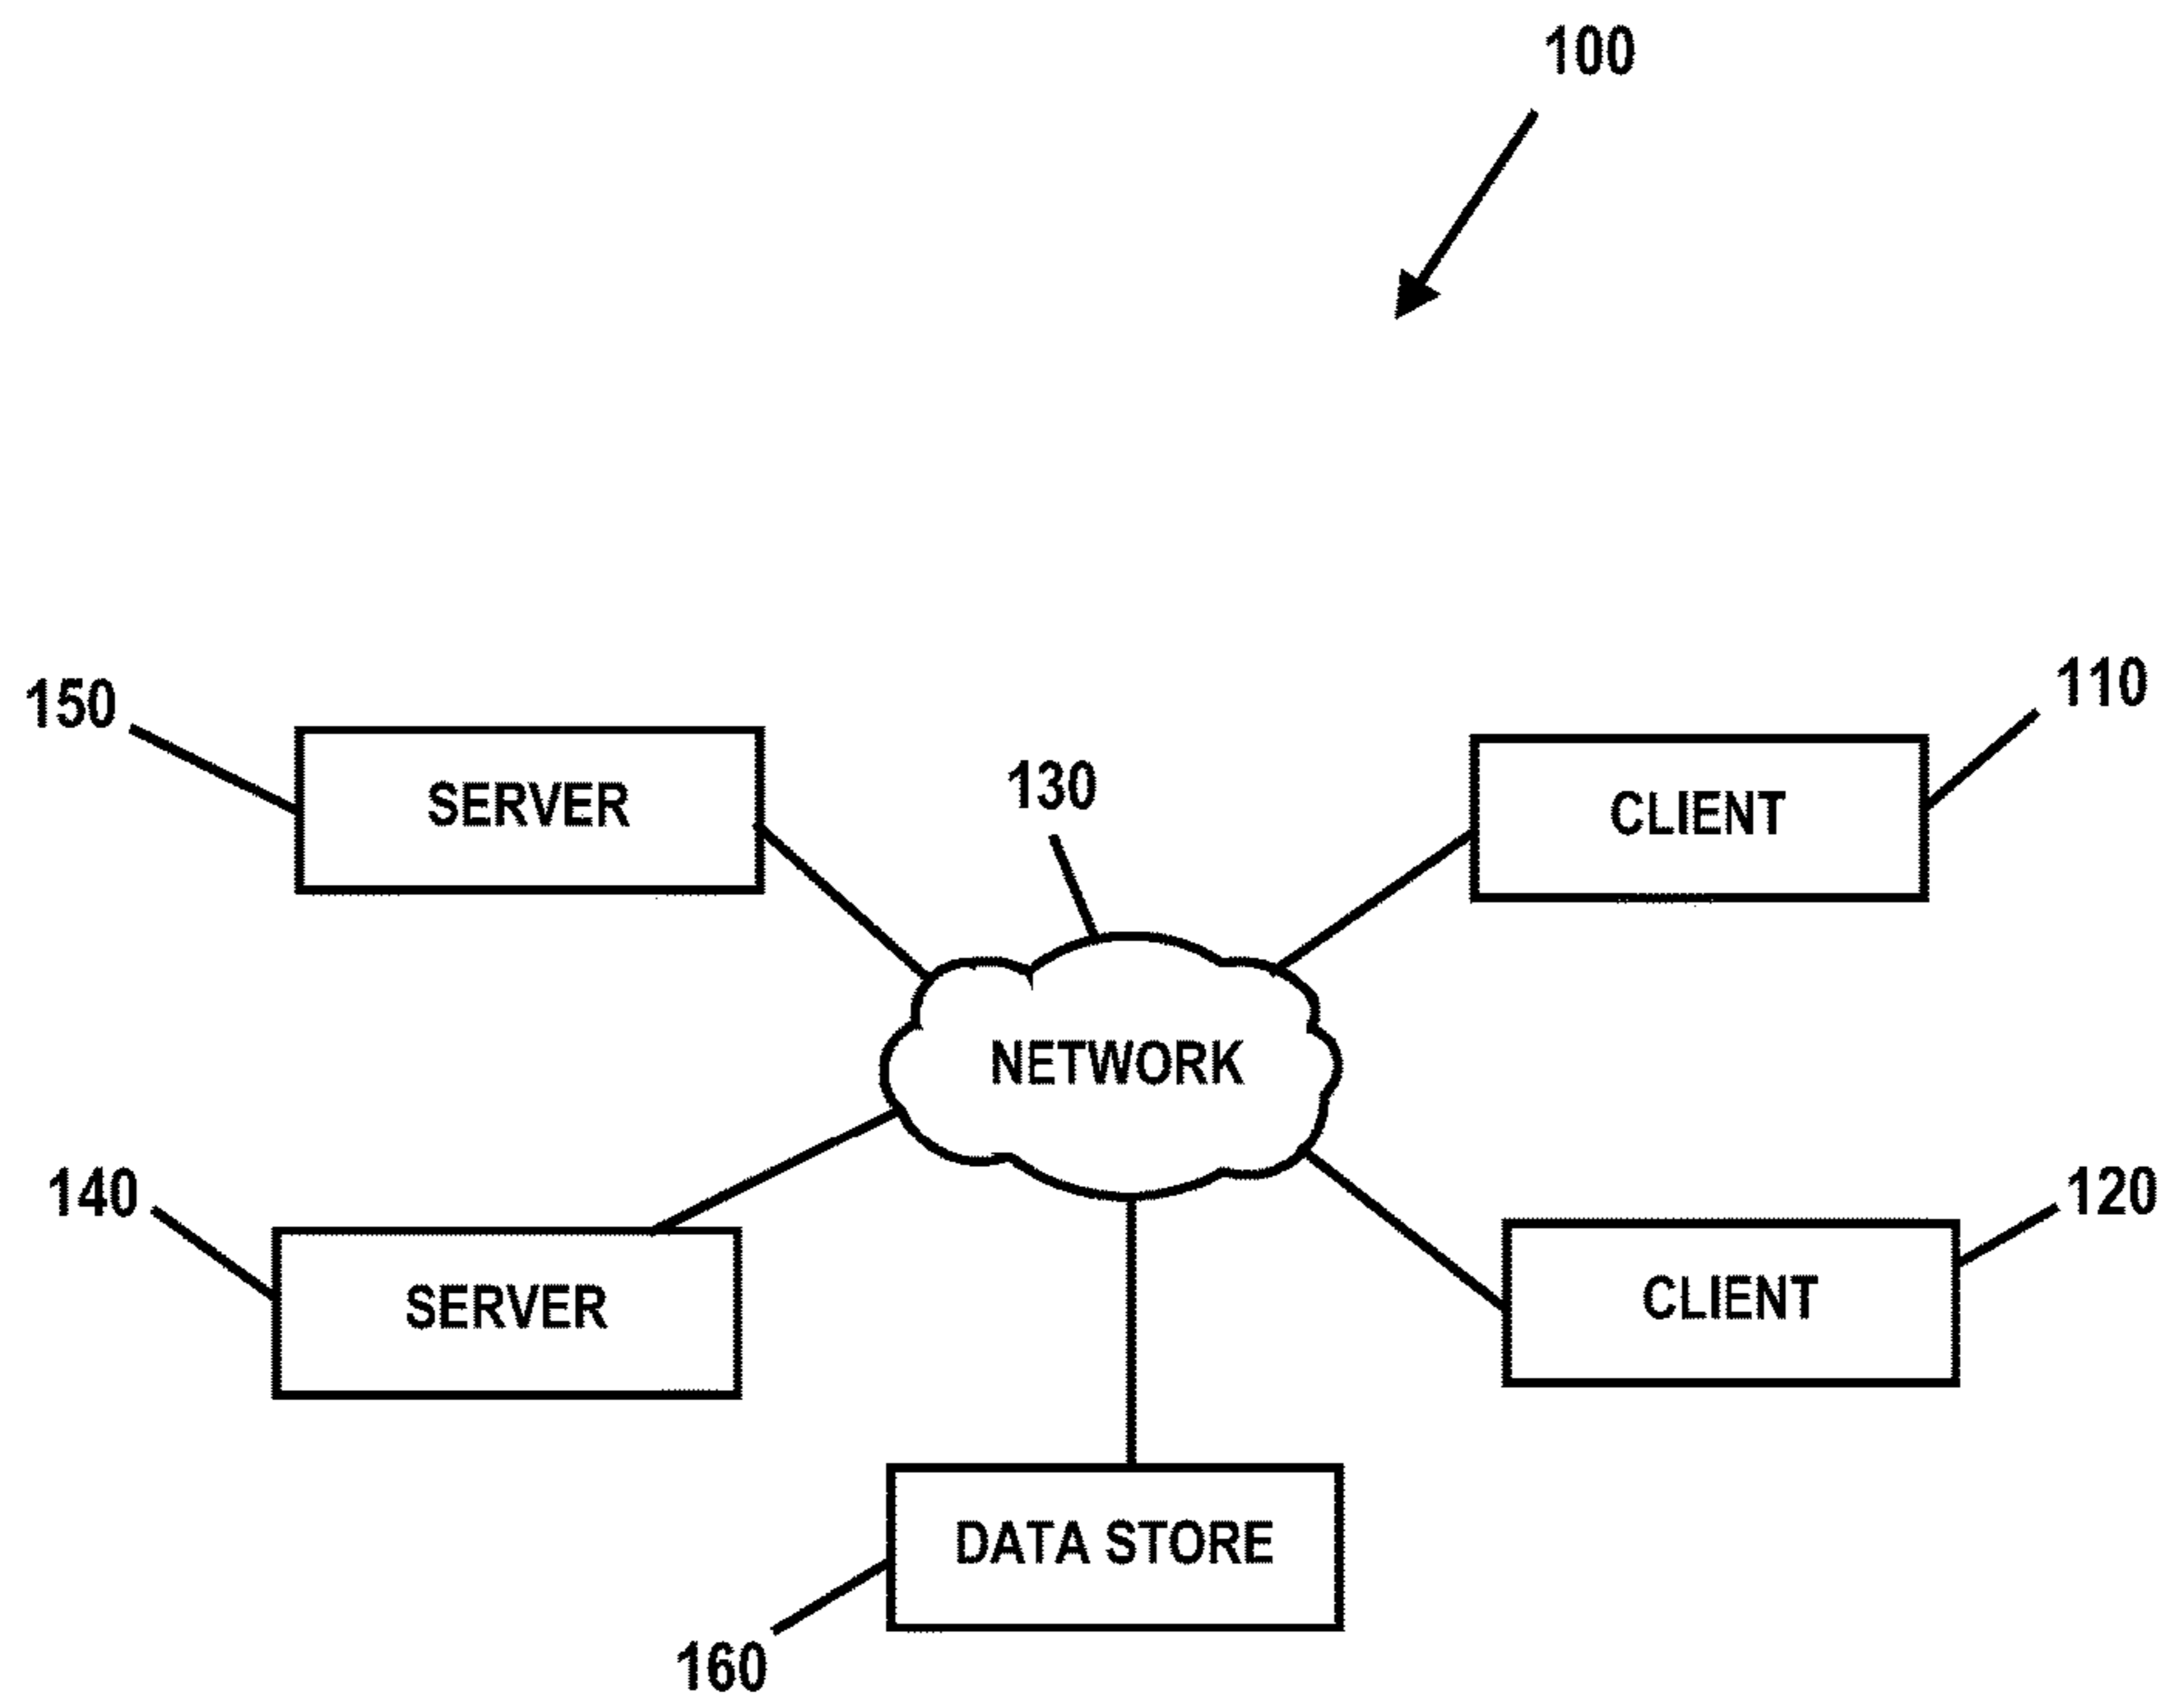 100
150
110
SERVER
130
CLIENT
NETWORK
140
120
SERVER
CLIENT
DATA STORE
160